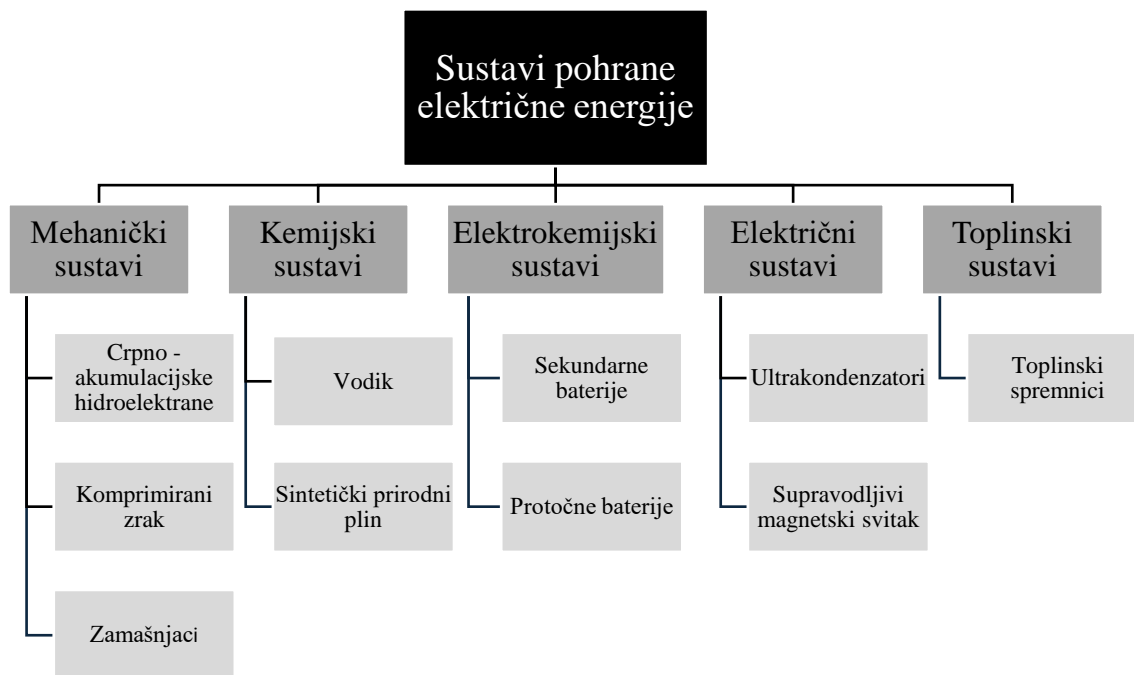 Sustavi pohrane
električne energije
Mehanički
sustavi
Kemijski
sustavi
Elektrokemijski
sustavi
Električni
sustavi
Toplinski
sustavi
Crpno -
akumulacijske
hidroelektrane
Vodik
Sekundarne
baterije
Ultrakondenzatori
Toplinski
spremnici
Komprimirani
zrak
Sintetički prirodni
plin
Protočne baterije
Supravodljivi
magnetski svitak
Zamašnjaci